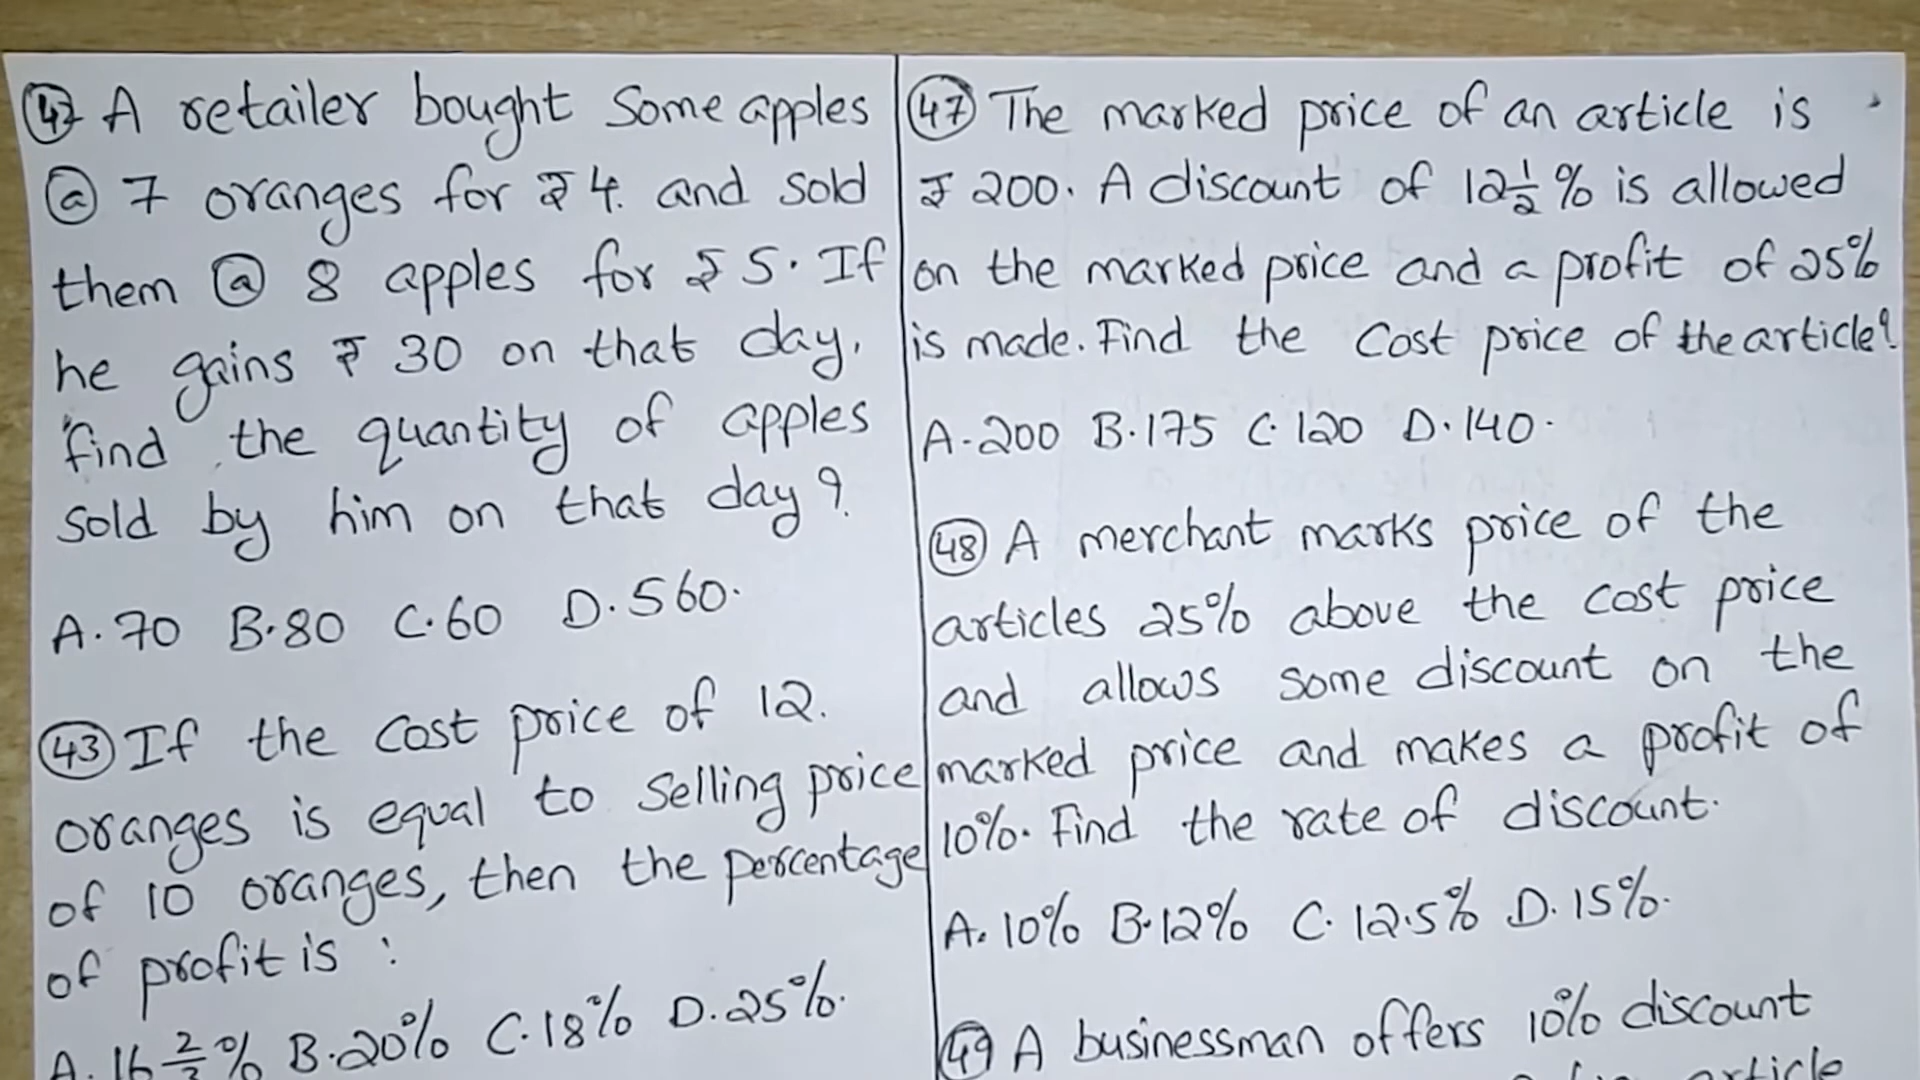 42 A retailer bought Some apples
@ 7 oranges for ₹ 4. and sold
them @ 8 apples for ₹ 5. If
he gains ₹ 30 on that day,
find the quantity of apples
sold by him on that day?
A. 70 B. 80 C. 60 D. 560.
43 If the cost price of 12.
oranges is equal to selling price
of 10 oranges, then the percentage
of profit is :
A. 16 2/3 % B. 20% C. 18% D. 25%.
47 The marked price of an article is
₹ 200. A discount of 12 1/2 % is allowed
on the marked price and a profit of 25%
is made. Find the cost price of the article?
A. 200 B. 175 C. 120 D. 140.
48 A merchant marks price of the
articles 25% above the cost price
and allows some discount on the
marked price and makes a profit of
10%. Find the rate of discount.
A. 10% B. 12% C. 12.5% D. 15%.
49 A businessman offers 10% discount
article